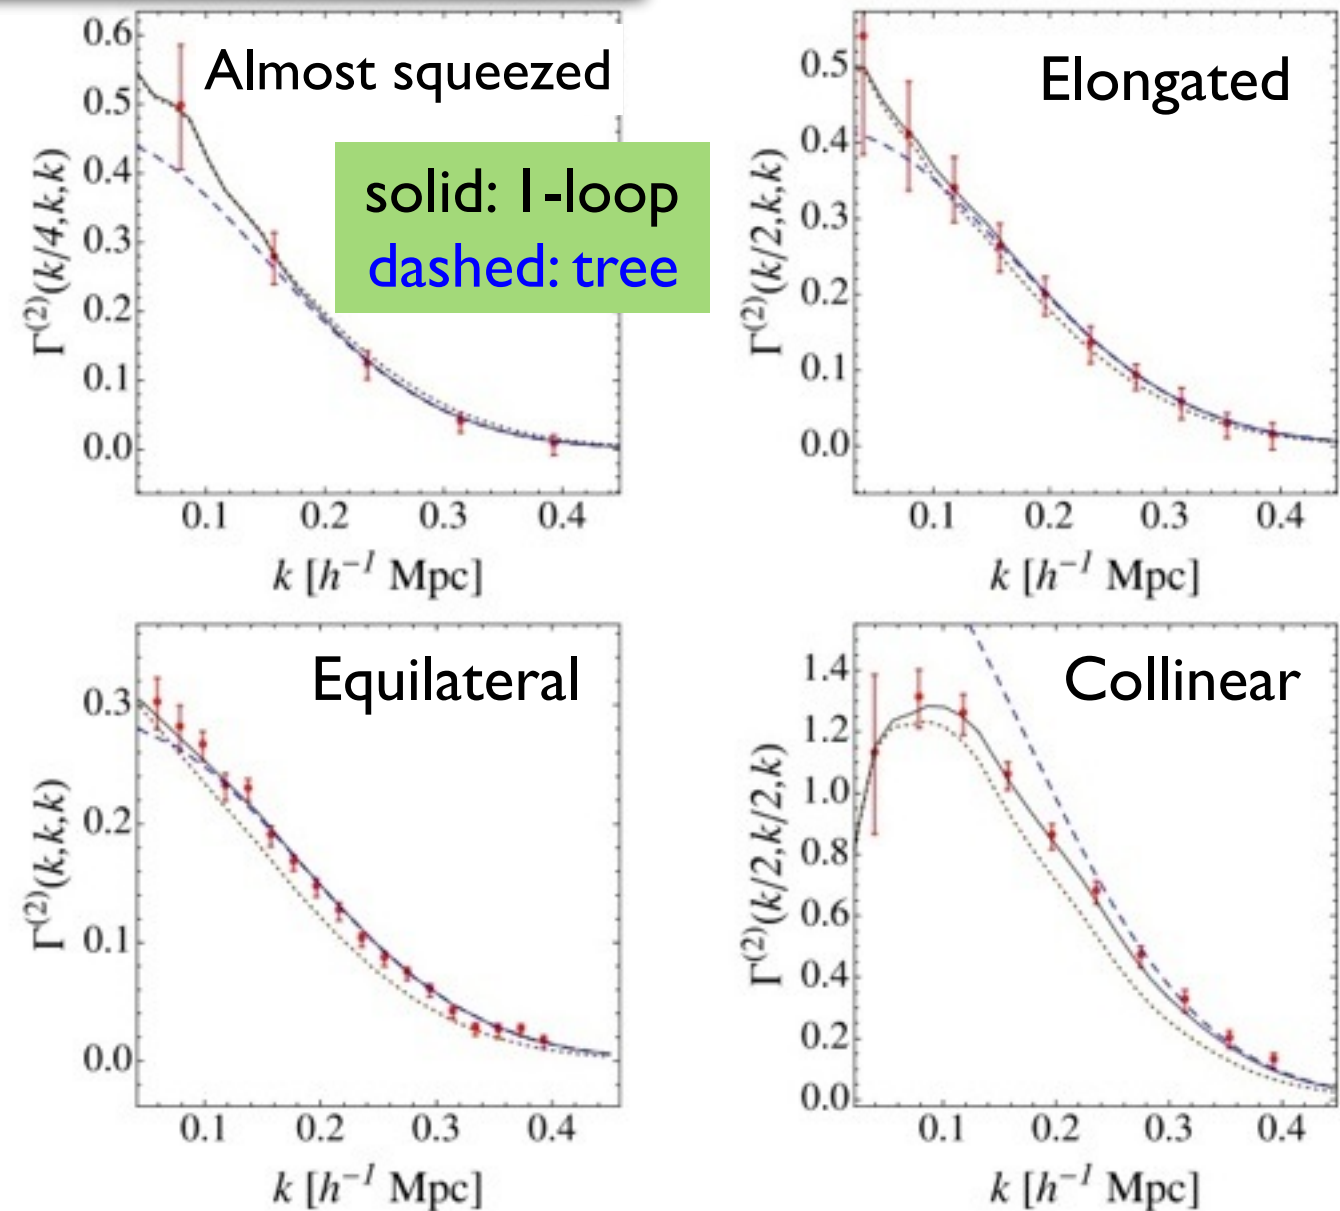 Almost squeezed
0.6
0.5
0.4
0.3
0.2
0.1
0.0
Γ(2)(k/4,k,k)
0.1 0.2 0.3 0.4
k [h⁻¹ Mpc]
solid: 1-loop
dashed: tree
Elongated
0.5
0.4
0.3
0.2
0.1
0.0
Γ(2)(k/2,k,k)
0.1 0.2 0.3 0.4
k [h⁻¹ Mpc]
Equilateral
0.3
0.2
0.1
0.0
Γ(2)(k,k,k)
0.1 0.2 0.3 0.4
k [h⁻¹ Mpc]
Collinear
1.4
1.2
1.0
0.8
0.6
0.4
0.2
0.0
Γ(2)(k/2,k/2,k)
0.1 0.2 0.3 0.4
k [h⁻¹ Mpc]